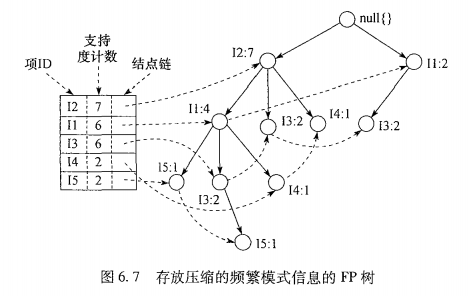 null{}
支持
项ID 度计数 结点链
I2:7 I1:2
I2 7
I1 6
I3 6
I4 2
I5 2
I1:4 I3:2 I4:1 I3:2
I5:1 I3:2 I4:1
I5:1
图 6.7 存放压缩的频繁模式信息的 FP 树